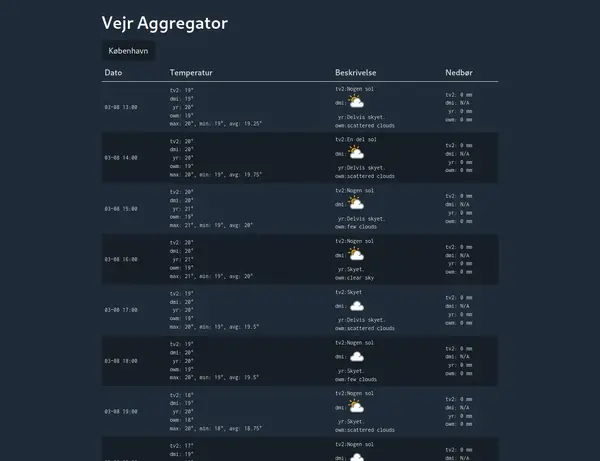 Vejr Aggregator
København
Dato Temperatur Beskrivelse Nedbør
03-08 13:00
tv2: 19°
dmi: 19°
yr: 20°
owm: 19°
max: 20°, min: 19°, avg: 19.25°
tv2:Nogen sol
dmi:
yr:Delvis skyet.
owm:scattered clouds
tv2: 0 mm
dmi: N/A
yr: 0 mm
owm: 0 mm
03-08 14:00
tv2: 20°
dmi: 20°
yr: 20°
owm: 19°
max: 20°, min: 19°, avg: 19.75°
tv2:En del sol
dmi:
yr:Delvis skyet.
owm:scattered clouds
tv2: 0 mm
dmi: N/A
yr: 0 mm
owm: 0 mm
03-08 15:00
tv2: 20°
dmi: 20°
yr: 21°
owm: 19°
max: 21°, min: 19°, avg: 20°
tv2:Nogen sol
dmi:
yr:Delvis skyet.
owm:few clouds
tv2: 0 mm
dmi: N/A
yr: 0 mm
owm: 0 mm
03-08 16:00
tv2: 20°
dmi: 20°
yr: 21°
owm: 19°
max: 21°, min: 19°, avg: 20°
tv2:Nogen sol
dmi:
yr:Skyet.
owm:clear sky
tv2: 0 mm
dmi: N/A
yr: 0 mm
owm: 0 mm
03-08 17:00
tv2: 19°
dmi: 20°
yr: 20°
owm: 19°
max: 20°, min: 19°, avg: 19.5°
tv2:Skyet
dmi:
yr:Delvis skyet.
owm:scattered clouds
tv2: 0 mm
dmi: N/A
yr: 0 mm
owm: 0 mm
03-08 18:00
tv2: 19°
dmi: 20°
yr: 20°
owm: 19°
max: 20°, min: 19°, avg: 19.5°
tv2:Nogen sol
dmi:
yr:Skyet.
owm:few clouds
tv2: 0 mm
dmi: N/A
yr: 0 mm
owm: 0 mm
03-08 19:00
tv2: 18°
dmi: 19°
yr: 20°
owm: 18°
max: 20°, min: 18°, avg: 18.75°
tv2:Nogen sol
dmi:
yr:Skyet.
owm:scattered clouds
tv2: 0 mm
dmi: N/A
yr: 0 mm
owm: 0 mm
tv2: 17°
dmi: 19°
tv2:Nogen sol
dmi:
tv2: 0 mm
dmi: N/A